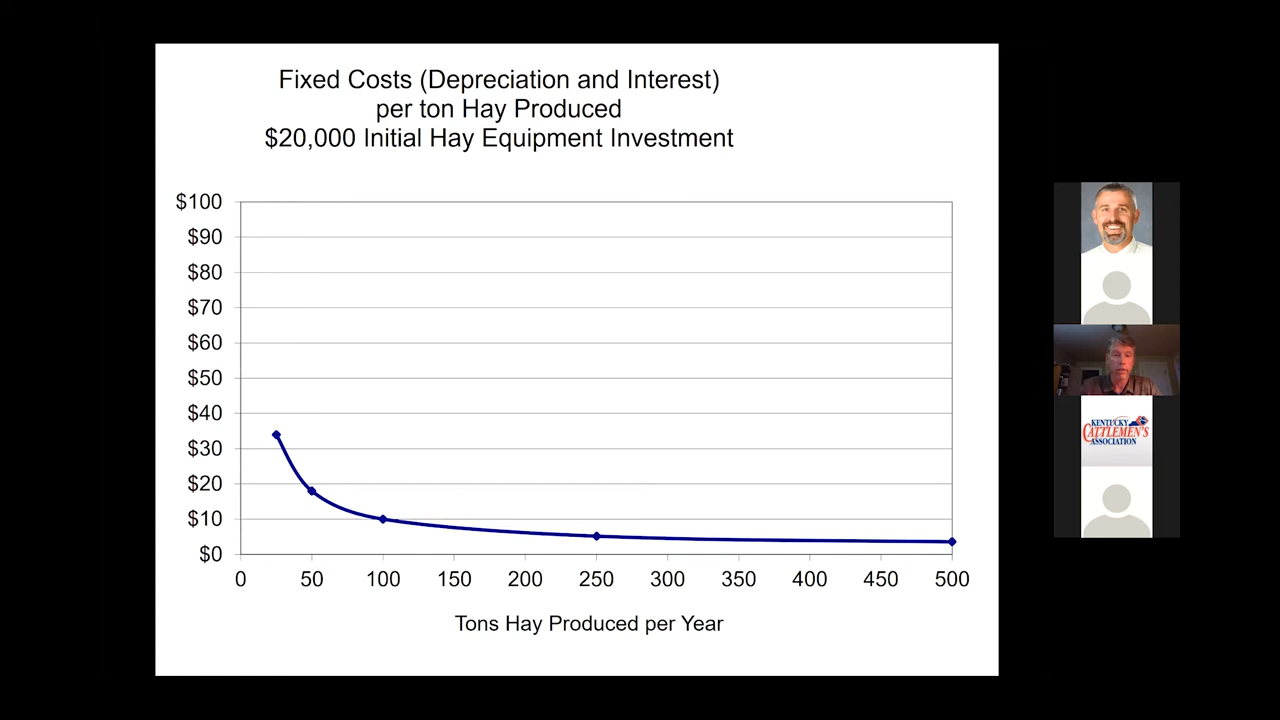 Fixed Costs (Depreciation and Interest)
per ton Hay Produced
$20,000 Initial Hay Equipment Investment
$100
$90
$80
$70
$60
$50
$40
$30
$20
$10
$0
0 50 100 150 200 250 300 350 400 450 500
Tons Hay Produced per Year
KENTUCKY
CATTLEMEN'S
ASSOCIATION